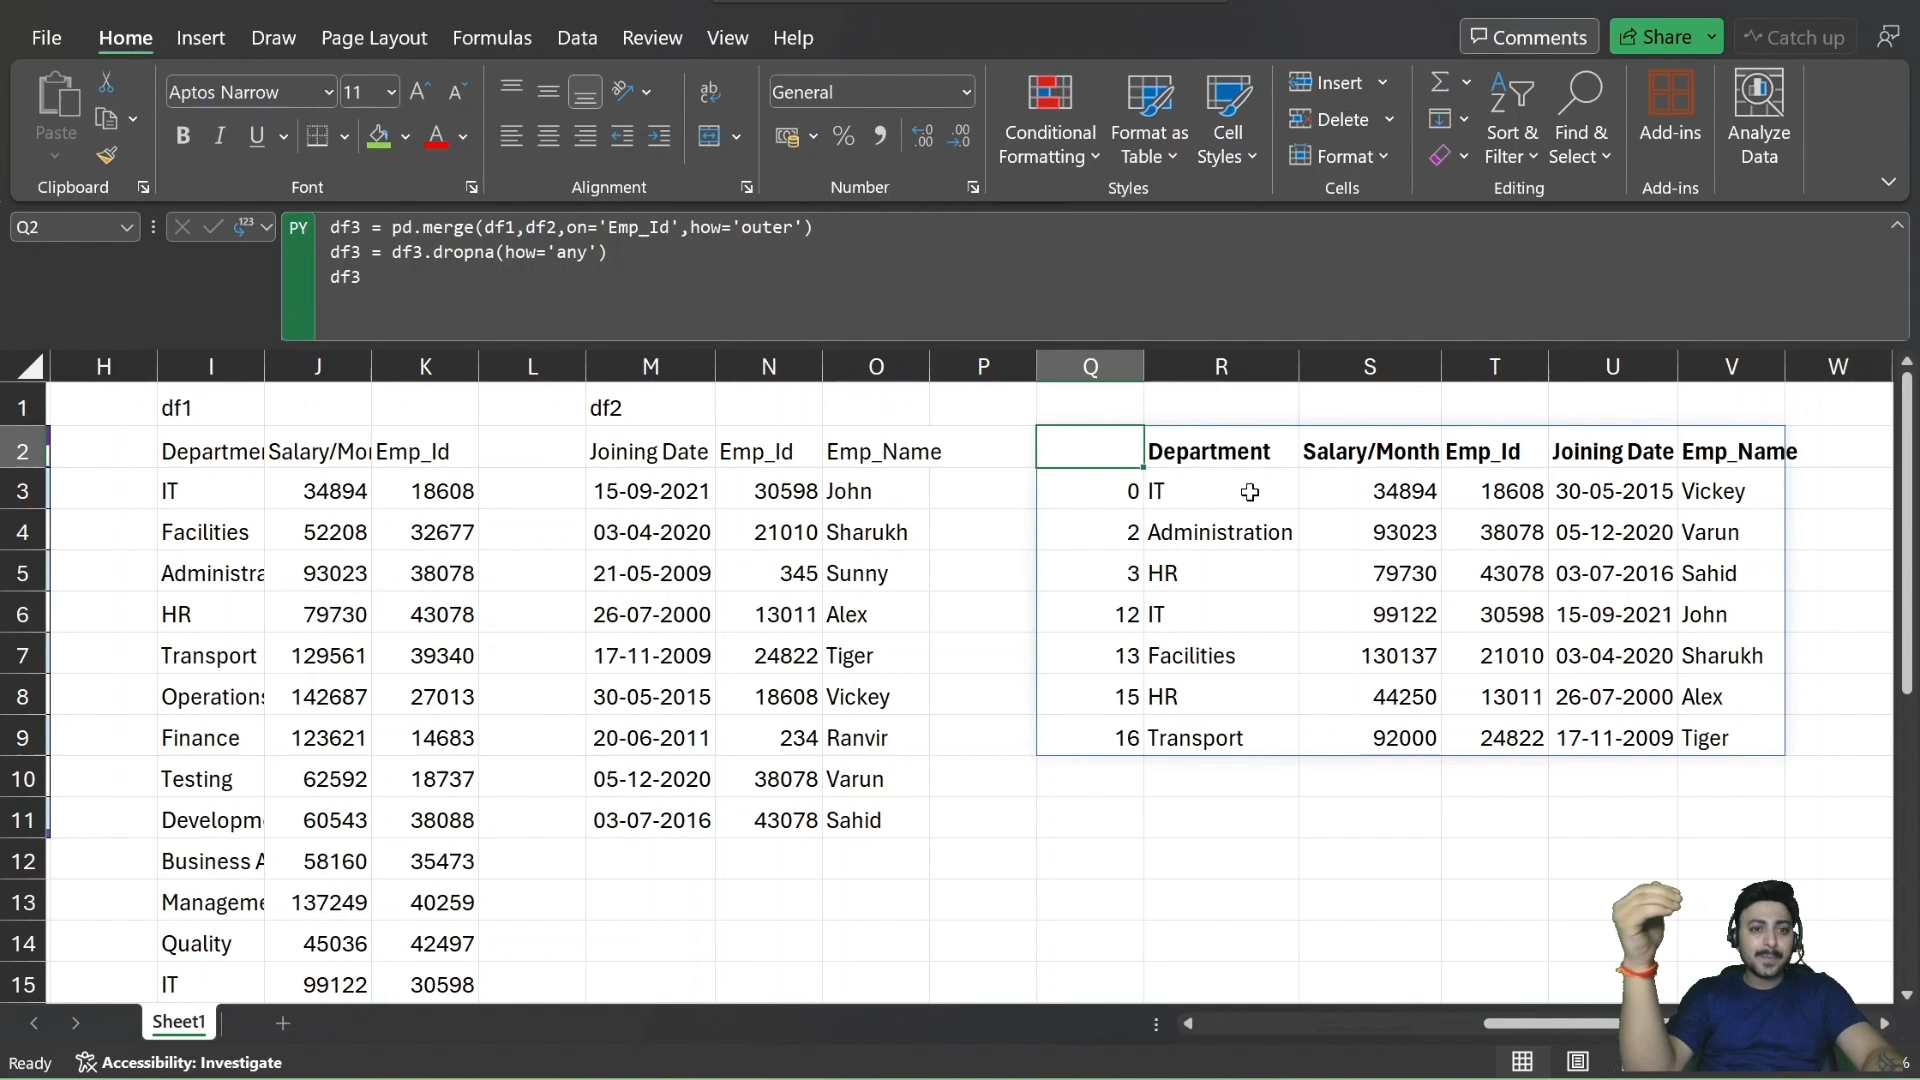 File Home Insert Draw Page Layout Formulas Data Review View Help Comments Share Catch up
Aptos Narrow 11 General Insert
Paste Conditional Format as Cell Delete Sort & Find & Add-ins Analyze
Formatting Table Styles Format Filter Select Data
Clipboard Font Alignment Number Styles Cells Editing Add-ins
Q2 PY df3 = pd.merge(df1,df2,on='Emp_Id',how='outer')
df3 = df3.dropna(how='any')
df3
H I J K L M N O P Q R S T U V W
1 df1 df2
2 Departmen Salary/Mo Emp_Id Joining Date Emp_Id Emp_Name Department Salary/Month Emp_Id Joining Date Emp_Name
3 IT 34894 18608 15-09-2021 30598 John 0 IT 34894 18608 30-05-2015 Vickey
4 Facilities 52208 32677 03-04-2020 21010 Sharukh 2 Administration 93023 38078 05-12-2020 Varun
5 Administra 93023 38078 21-05-2009 345 Sunny 3 HR 79730 43078 03-07-2016 Sahid
6 HR 79730 43078 26-07-2000 13011 Alex 12 IT 99122 30598 15-09-2021 John
7 Transport 129561 39340 17-11-2009 24822 Tiger 13 Facilities 130137 21010 03-04-2020 Sharukh
8 Operations 142687 27013 30-05-2015 18608 Vickey 15 HR 44250 13011 26-07-2000 Alex
9 Finance 123621 14683 20-06-2011 234 Ranvir 16 Transport 92000 24822 17-11-2009 Tiger
10 Testing 62592 18737 05-12-2020 38078 Varun
11 Developm 60543 38088 03-07-2016 43078 Sahid
12 Business A 58160 35473
13 Manageme 137249 40259
14 Quality 45036 42497
15 IT 99122 30598
Sheet1
Ready Accessibility: Investigate